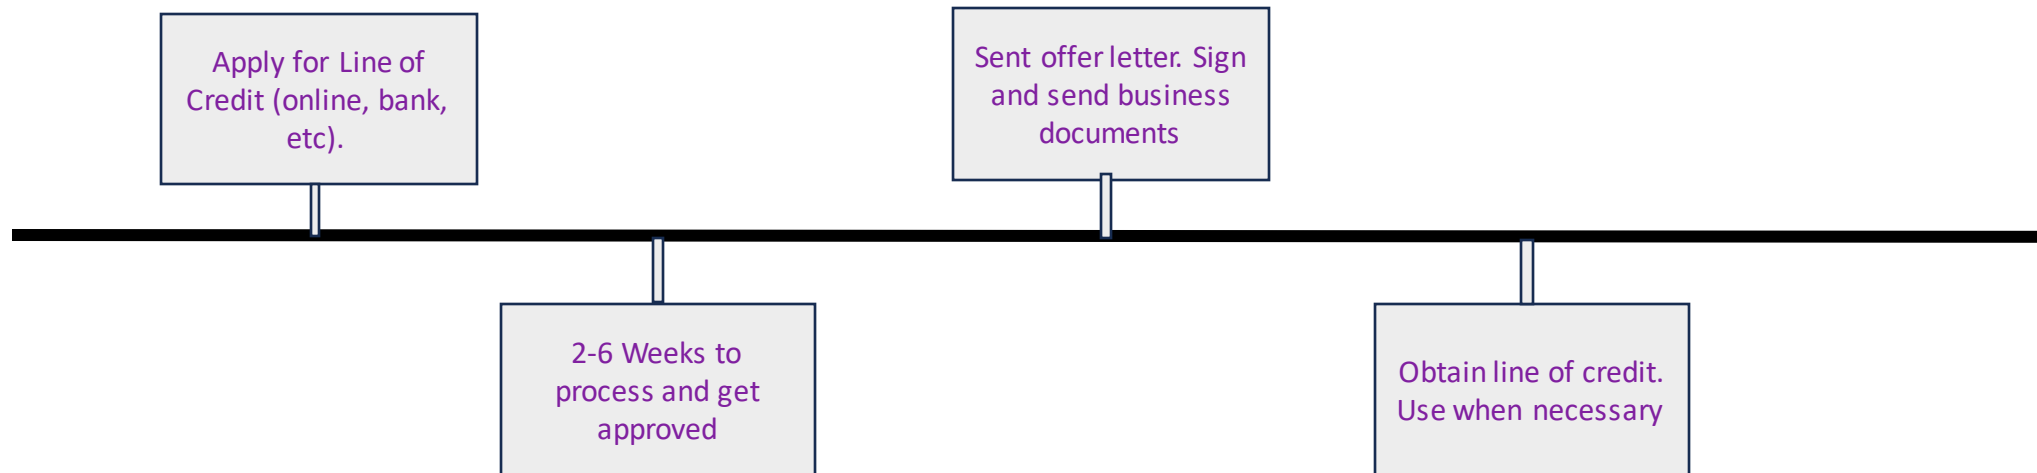 Apply for Line of
Credit (online, bank,
etc).
2-6 Weeks to
process and get
approved
Sent offer letter. Sign
and send business
documents
Obtain line of credit.
Use when necessary